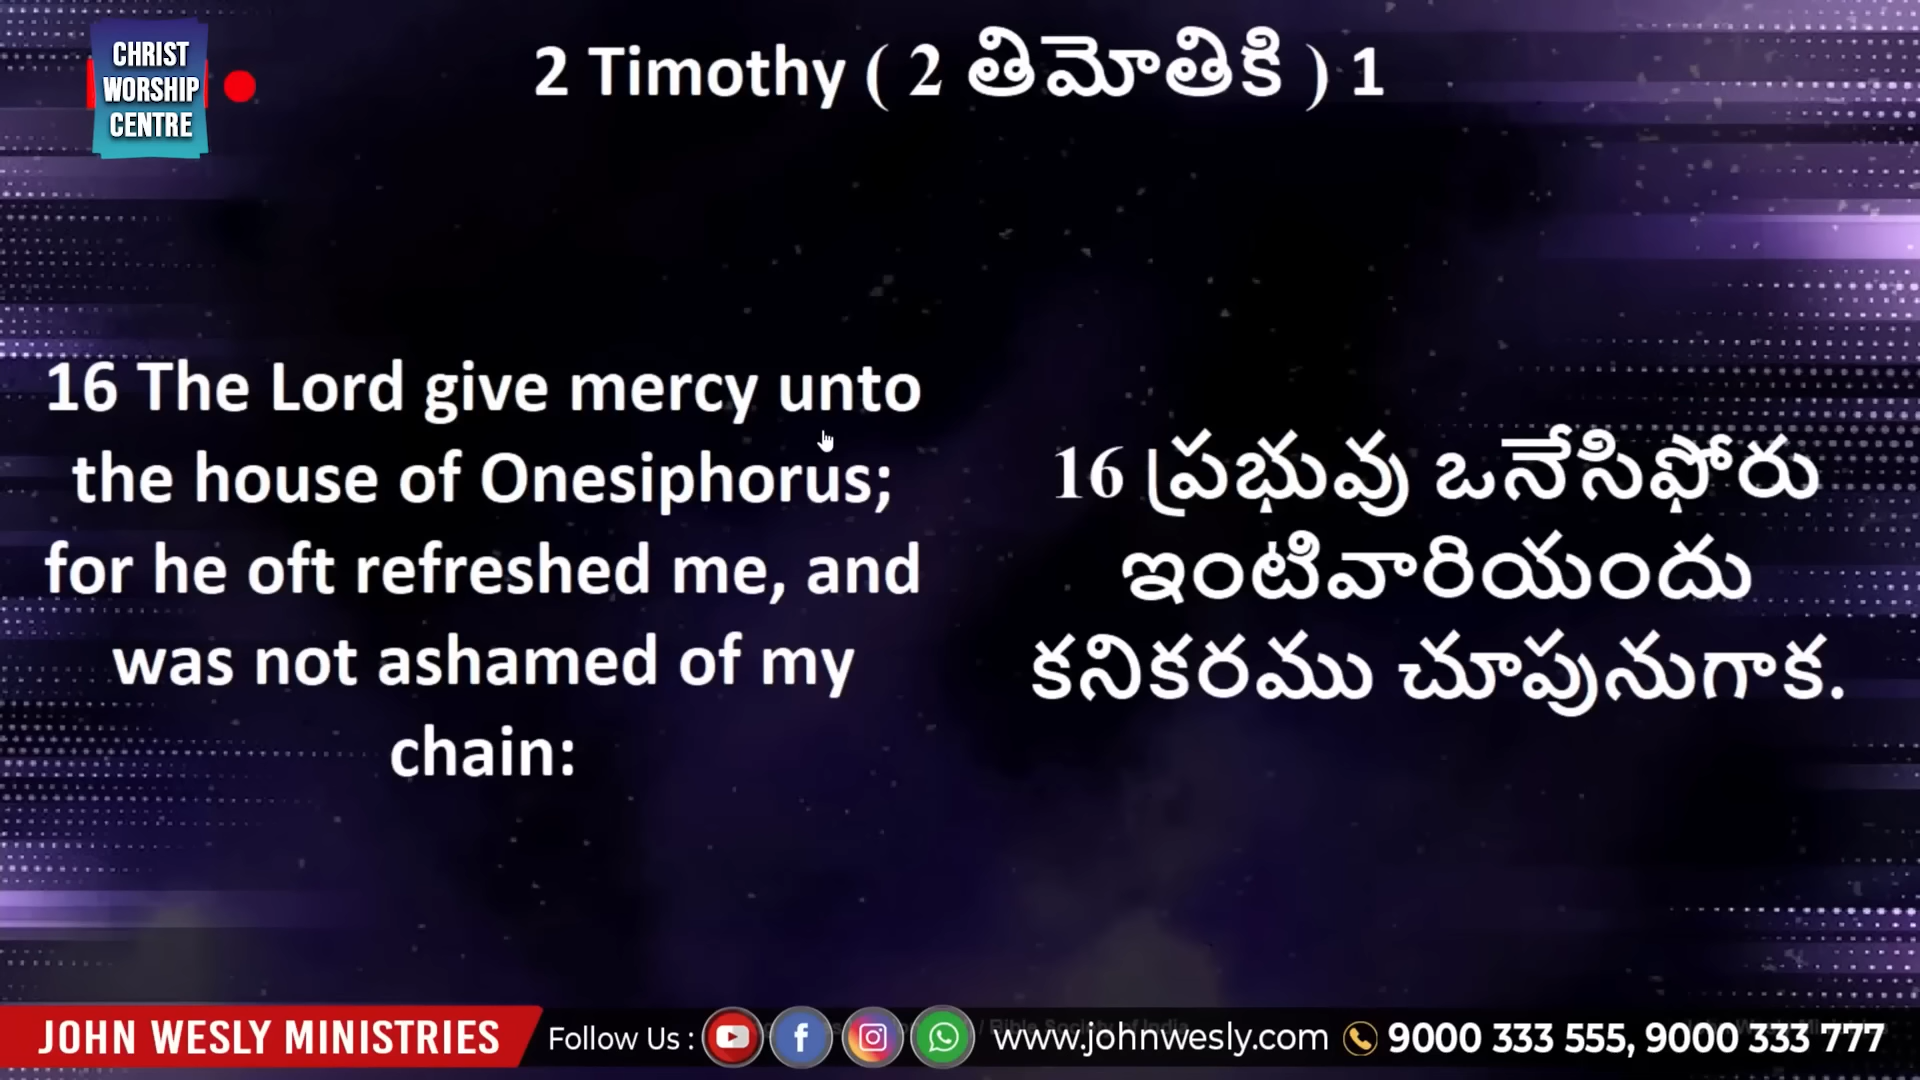 CHRIST
WORSHIP
CENTRE
2 Timothy ( 2 తిమోతికి ) 1
16 The Lord give mercy unto
the house of Onesiphorus;
for he oft refreshed me, and
was not ashamed of my
chain:
16 ప్రభువు ఒనేసిఫోరు
ఇంటివారియందు
కనికరము చూపునుగాక.
JOHN WESLY MINISTRIES
Follow Us :
www.johnwesly.com
9000 333 555, 9000 333 777